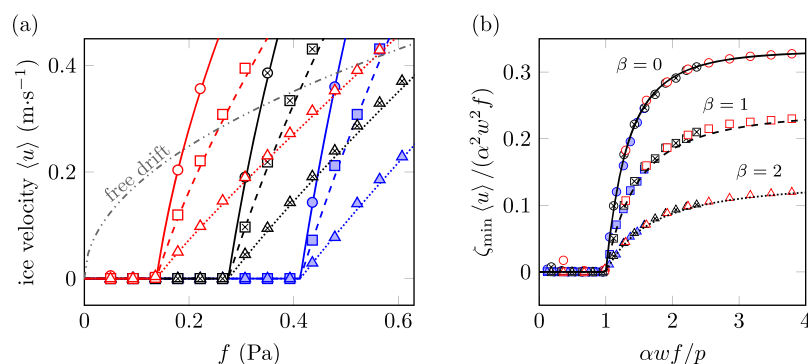 (a)
ice velocity ⟨u⟩ (m·s⁻¹)
0.4
0.2
0
free drift
0
0.2
0.4
0.6
f (Pa)
(b)
ζmin ⟨u⟩ /(α²w²f)
0.3
0.2
0.1
0
β = 0
β = 1
β = 2
0
1
2
3
4
αwf/p